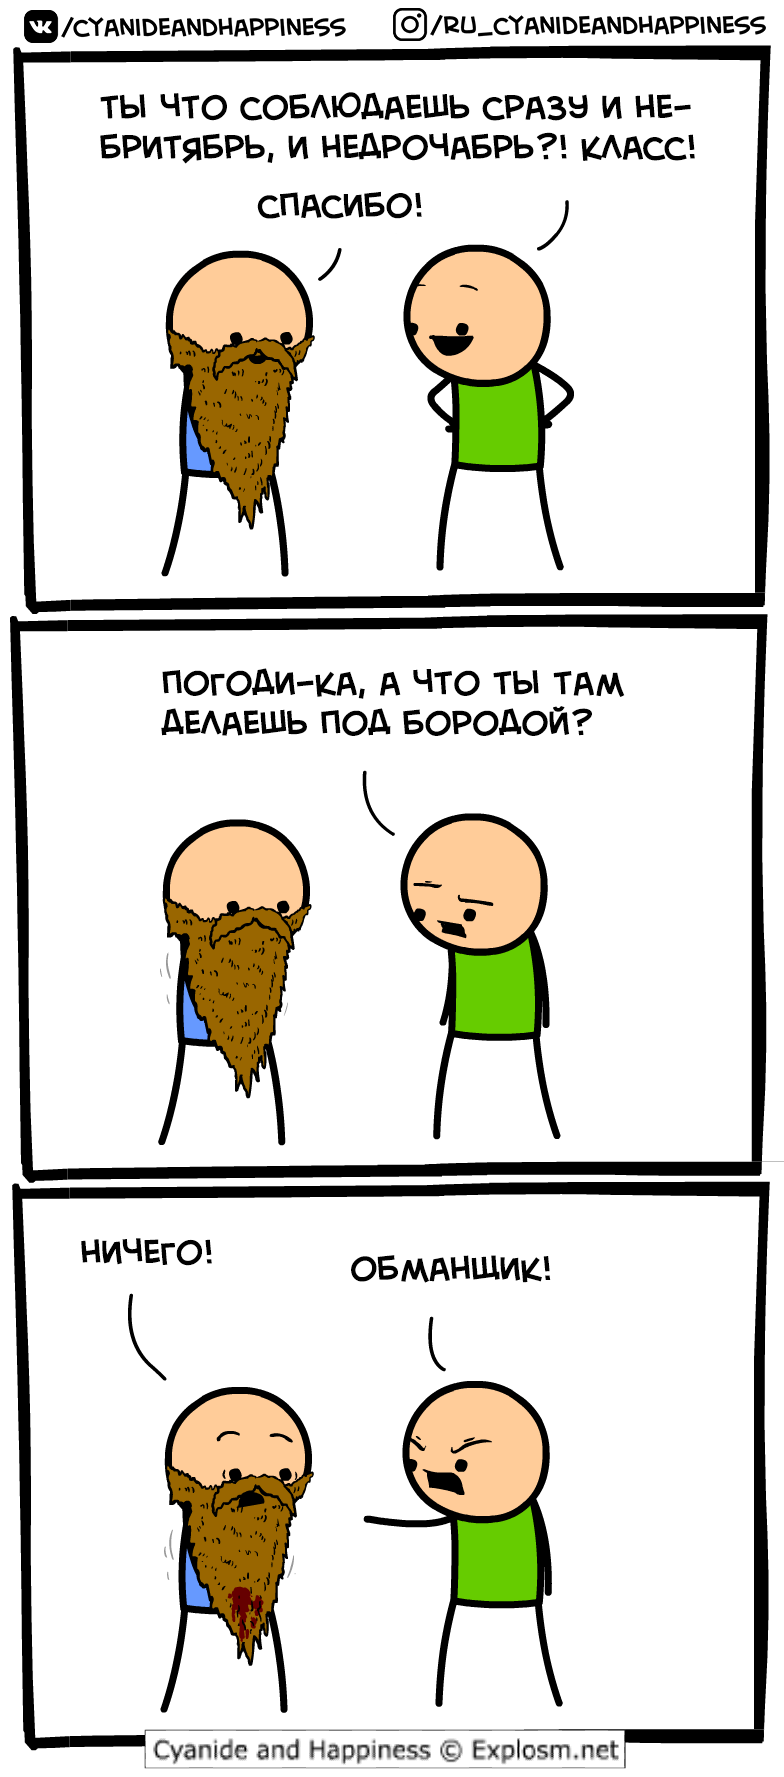 /CYANIDEANDHAPPINESS
/RU_CYANIDEANDHAPPINESS
ТЫ ЧТО СОБЛЮДАЕШЬ СРАЗУ И НЕ-
БРИТЯБРЬ, И НЕДРОЧАБРЬ?! КЛАСС!
СПАСИБО!
ПОГОДИ-КА, А ЧТО ТЫ ТАМ
ДЕЛАЕШЬ ПОД БОРОДОЙ?
НИЧЕГО!
ОБМАНЩИК!
Cyanide and Happiness © Explosm.net